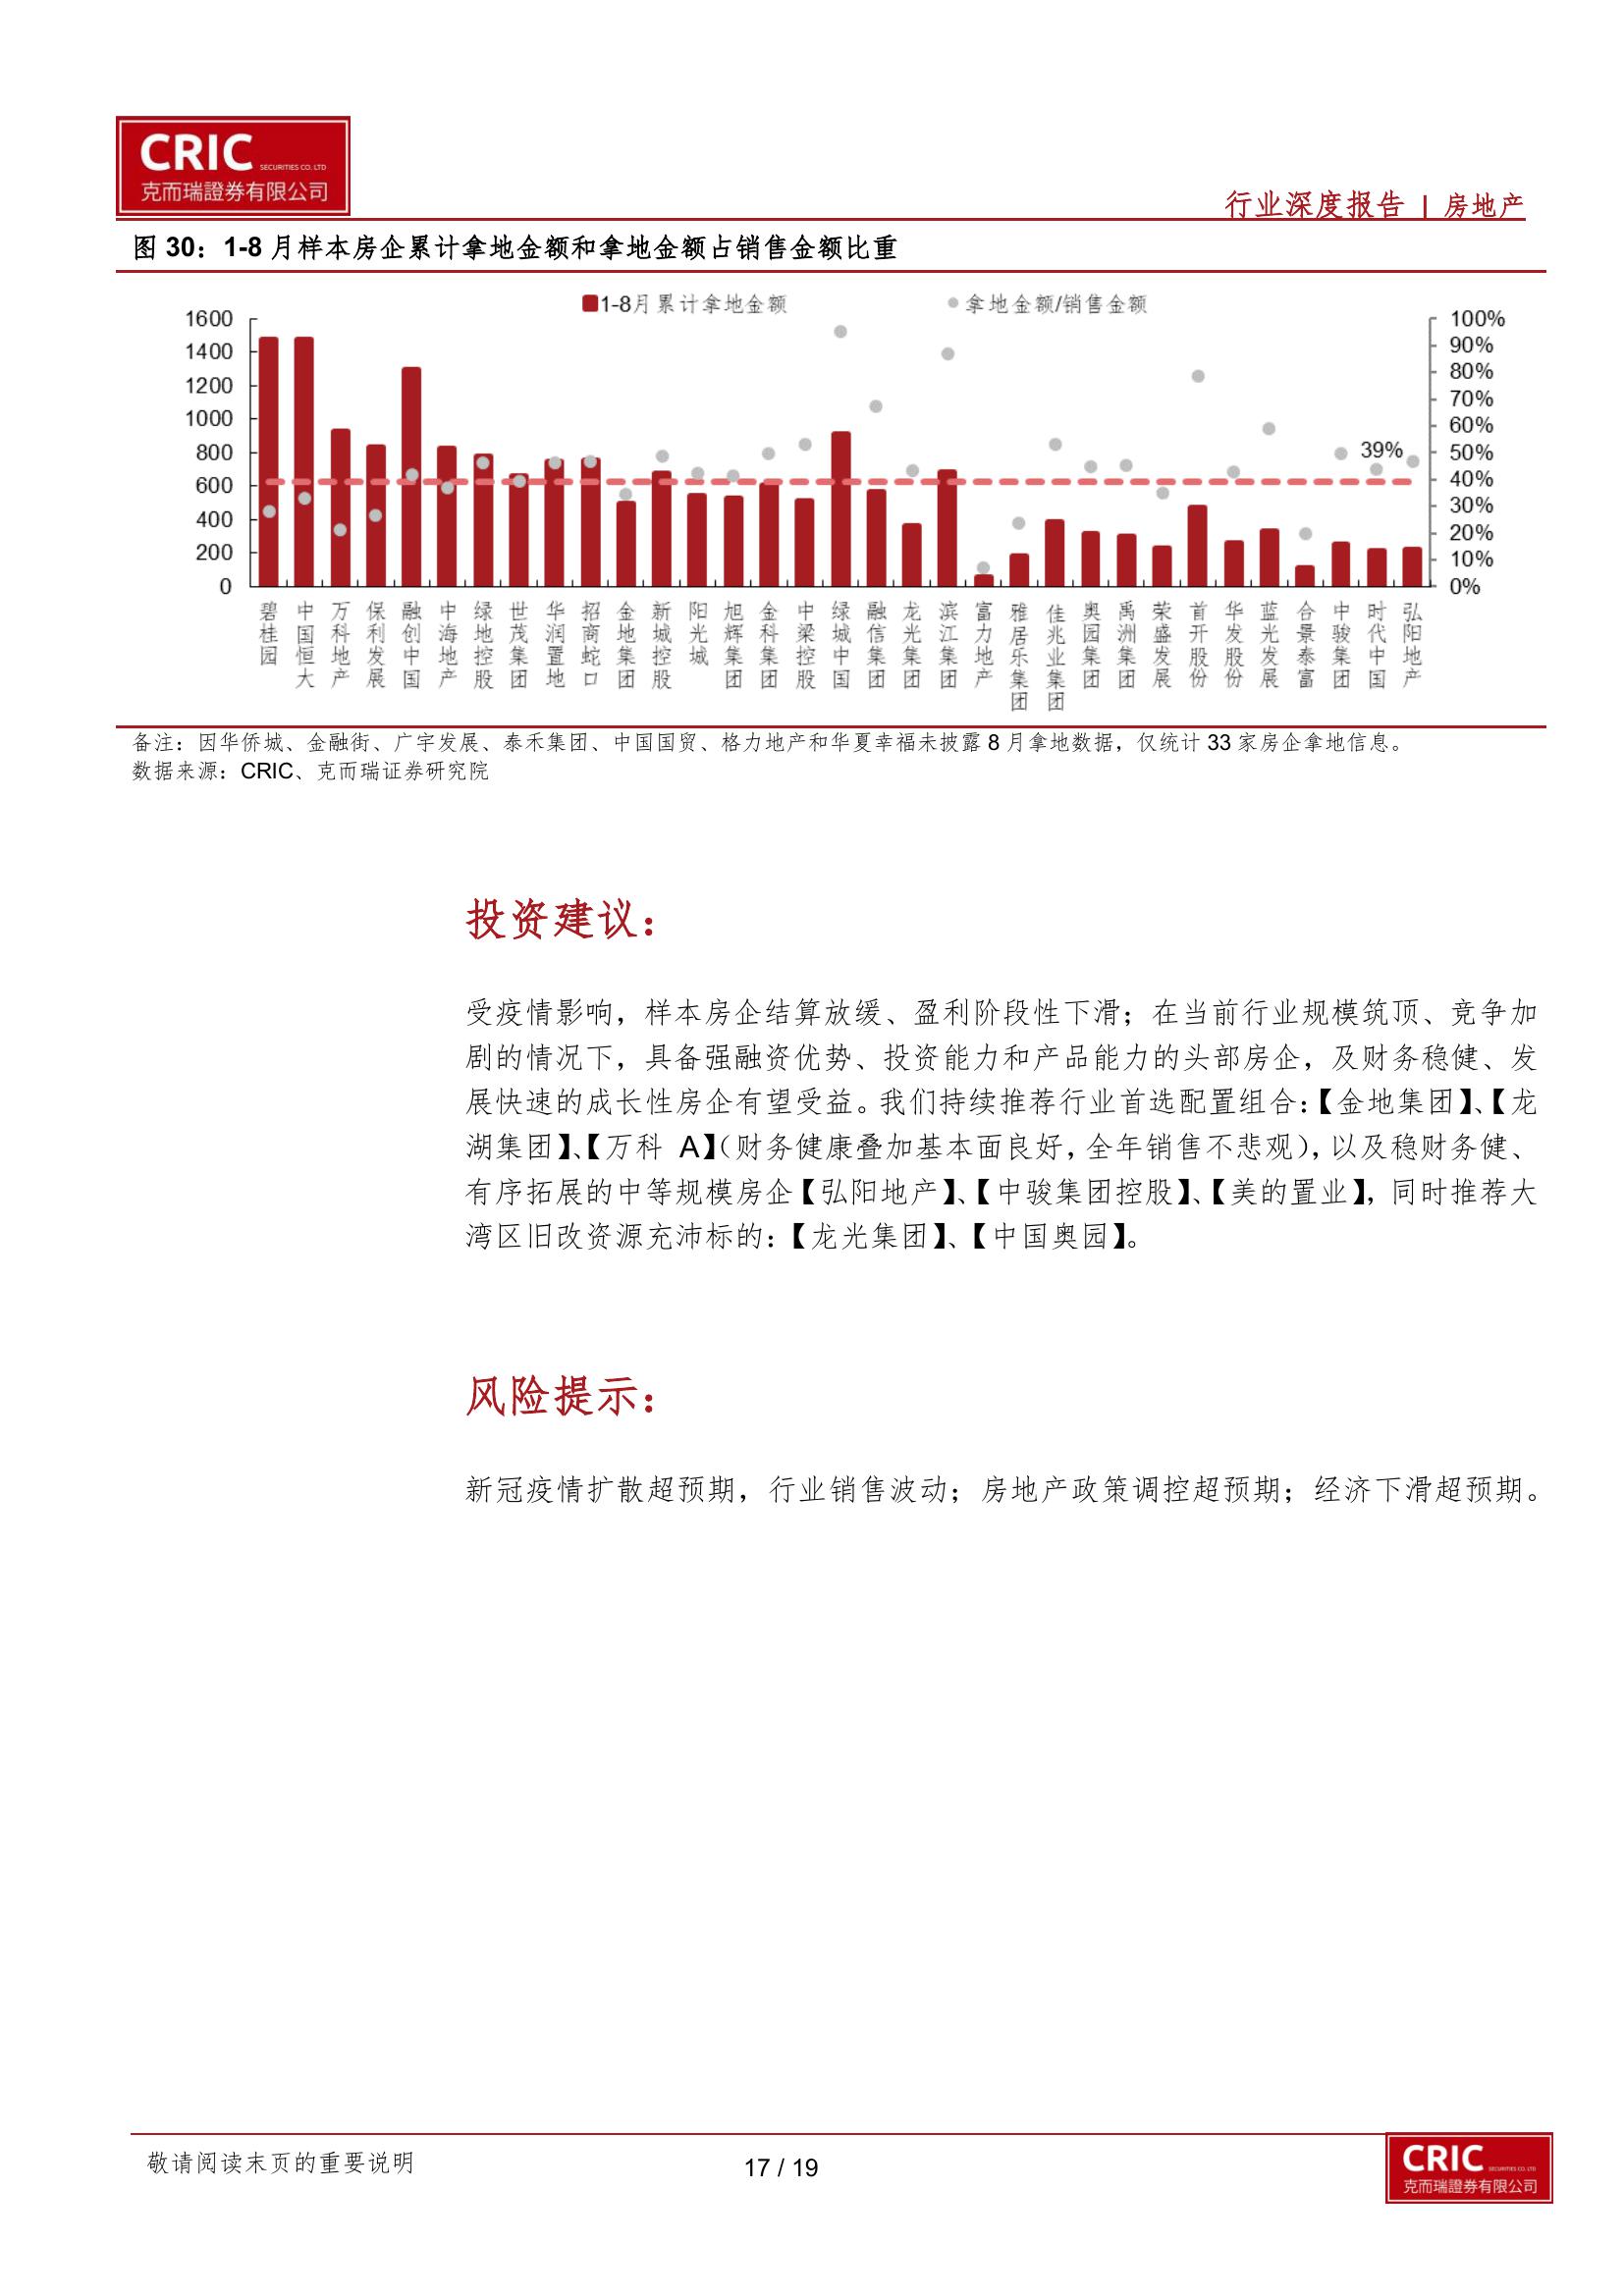 CRIC SECURITIES CO. LTD
克而瑞證券有限公司
行业深度报告 | 房地产
图 30：1-8 月样本房企累计拿地金额和拿地金额占销售金额比重
1-8月累计拿地金额 拿地金额/销售金额
1600 100%
1400 90%
1200 80%
1000 70%
800 60%
600 50%
400 40%
200 30%
0 20%
10%
0%
39%
碧桂园
中国恒大
万科地产
保利发展
融创中国
中海地产
绿地控股
世茂集团
华润置地
招商蛇口
金地集团
新城控股
阳光城
旭辉集团
金科集团
中梁控股
绿城中国
融信集团
龙光集团
滨江集团
富力地产
雅居乐集团
佳兆业集团
奥园集团
禹洲集团
荣盛发展
首开股份
华发股份
蓝光发展
合景泰富
中骏集团
时代中国
弘阳地产
备注：因华侨城、金融街、广宇发展、泰禾集团、中国国贸、格力地产和华夏幸福未披露 8 月拿地数据，仅统计 33 家房企拿地信息。
数据来源：CRIC、克而瑞证券研究院
投资建议：
受疫情影响，样本房企结算放缓、盈利阶段性下滑；在当前行业规模筑顶、竞争加
剧的情况下，具备强融资优势、投资能力和产品能力的头部房企，及财务稳健、发
展快速的成长性房企有望受益。我们持续推荐行业首选配置组合：【金地集团】、【龙
湖集团】、【万科 A】（财务健康叠加基本面良好，全年销售不悲观），以及稳财务健、
有序拓展的中等规模房企【弘阳地产】、【中骏集团控股】、【美的置业】，同时推荐大
湾区旧改资源充沛标的：【龙光集团】、【中国奥园】。
风险提示：
新冠疫情扩散超预期，行业销售波动；房地产政策调控超预期；经济下滑超预期。
敬请阅读末页的重要说明
17 / 19
CRIC SECURITIES CO. LTD
克而瑞證券有限公司